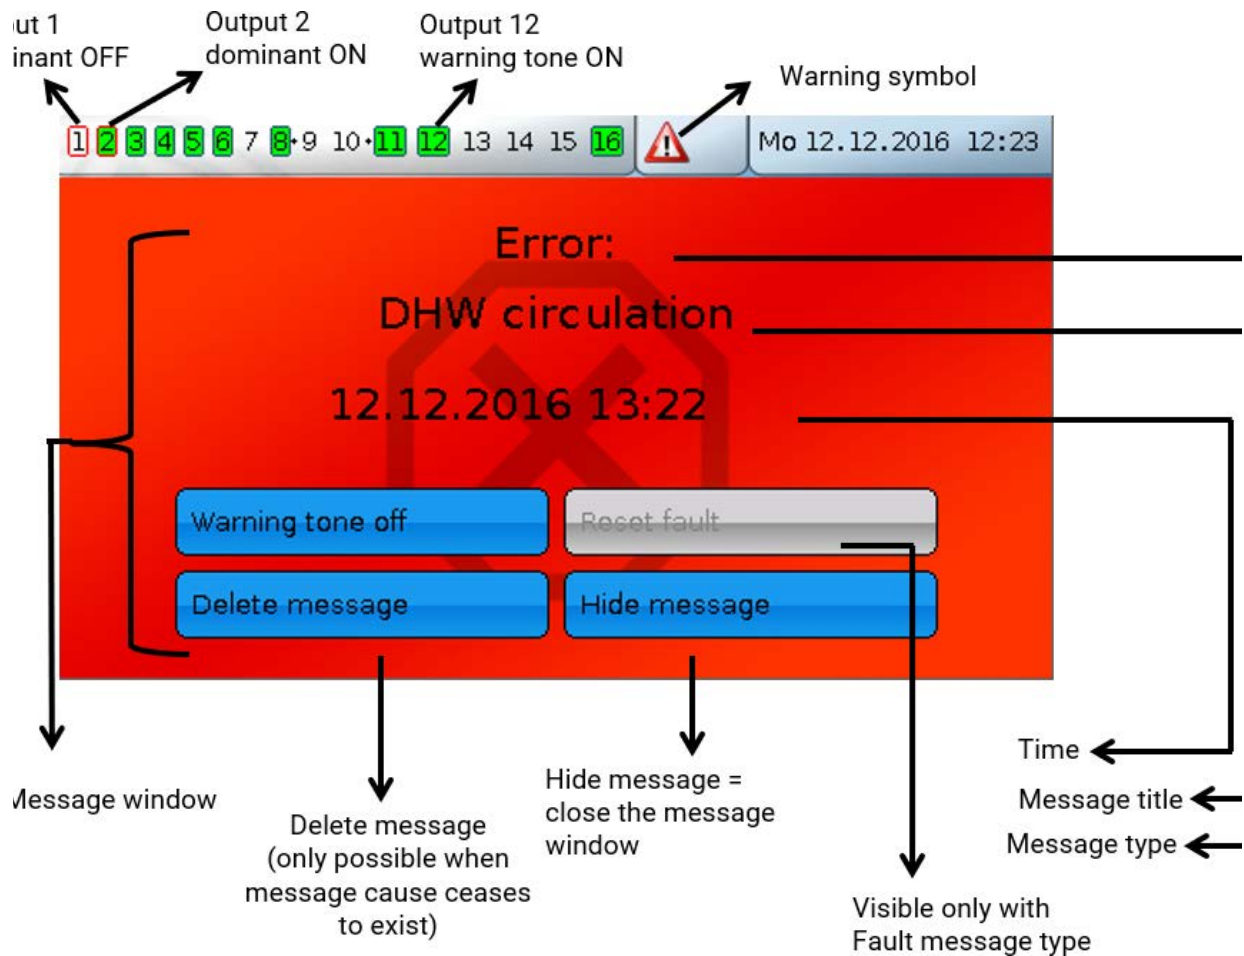 ut 1
inant OFF
Output 2
dominant ON
Output 12
warning tone ON
Warning symbol
1 2 3 4 5 6 7 8 9 10 11 12 13 14 15 16
Mo 12.12.2016 12:23
Error:
DHW circulation
12.12.2016 13:22
Warning tone off
Reset fault
Delete message
Hide message
Message window
Delete message
(only possible when
message cause ceases
to exist)
Hide message =
close the message
window
Time
Message title
Message type
Visible only with
Fault message type